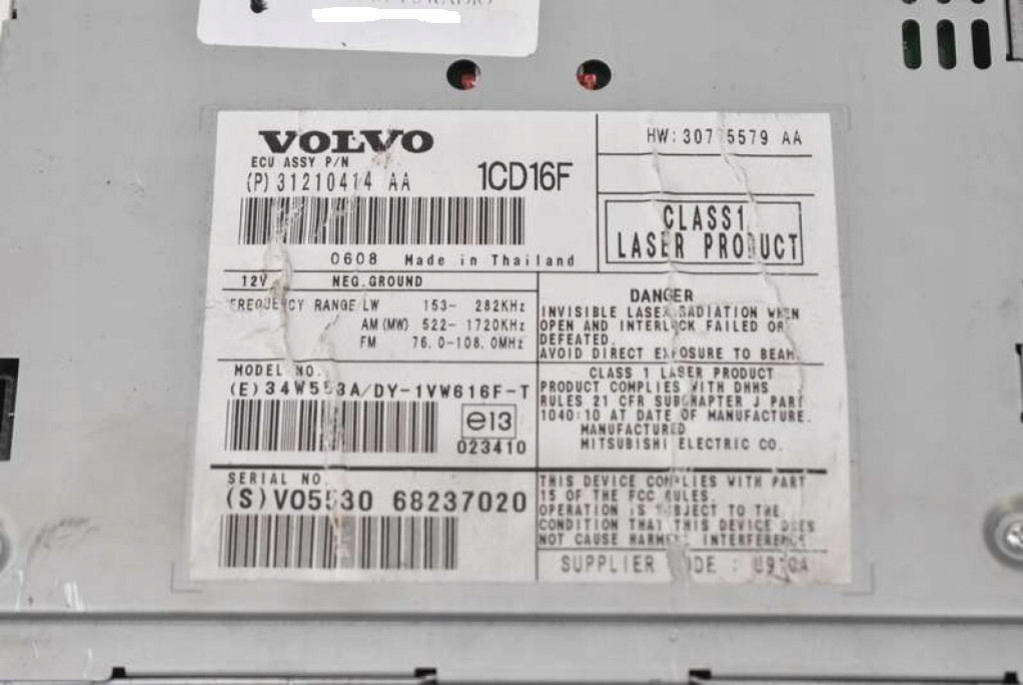 VOLVO
ECU ASSY P/N
(P) 31210414 AA
1CD16F
0608 Made in Thailand
HW: 307 5579 AA
CLASS1
LASER PRODUCT
12V NEG.GROUND
FREQUENCY RANGE LW 153- 282KHz
AM (MW) 522- 1720KHz
FM 76.0-108.0MHz
MODEL NO.
(E) 34W553A/DY-1VW616F-T
e13
023410
SERIAL NO
(S) V05530 68237020
DANGER
INVISIBLE LASER RADIATION WHEN
OPEN AND INTERLOCK FAILED OR
DEFEATED.
AVOID DIRECT EXPOSURE TO BEAM.
CLASS 1 LASER PRODUCT
PRODUCT COMPLIES WITH DHHS
RULES 21 CFR SUBCHAPTER J PART
1040:10 AT DATE OF MANUFACTURE.
MANUFACTURED
MITSUBISHI ELECTRIC CO.
THIS DEVICE COMPLIES WITH PART
15 OF THE FCC RULES.
OPERATION IS SUBJECT TO THE
CONDITION THAT THIS DEVICE DOES
NOT CAUSE HARMFUL INTERFERENCE.
SUPPLIER CODE :